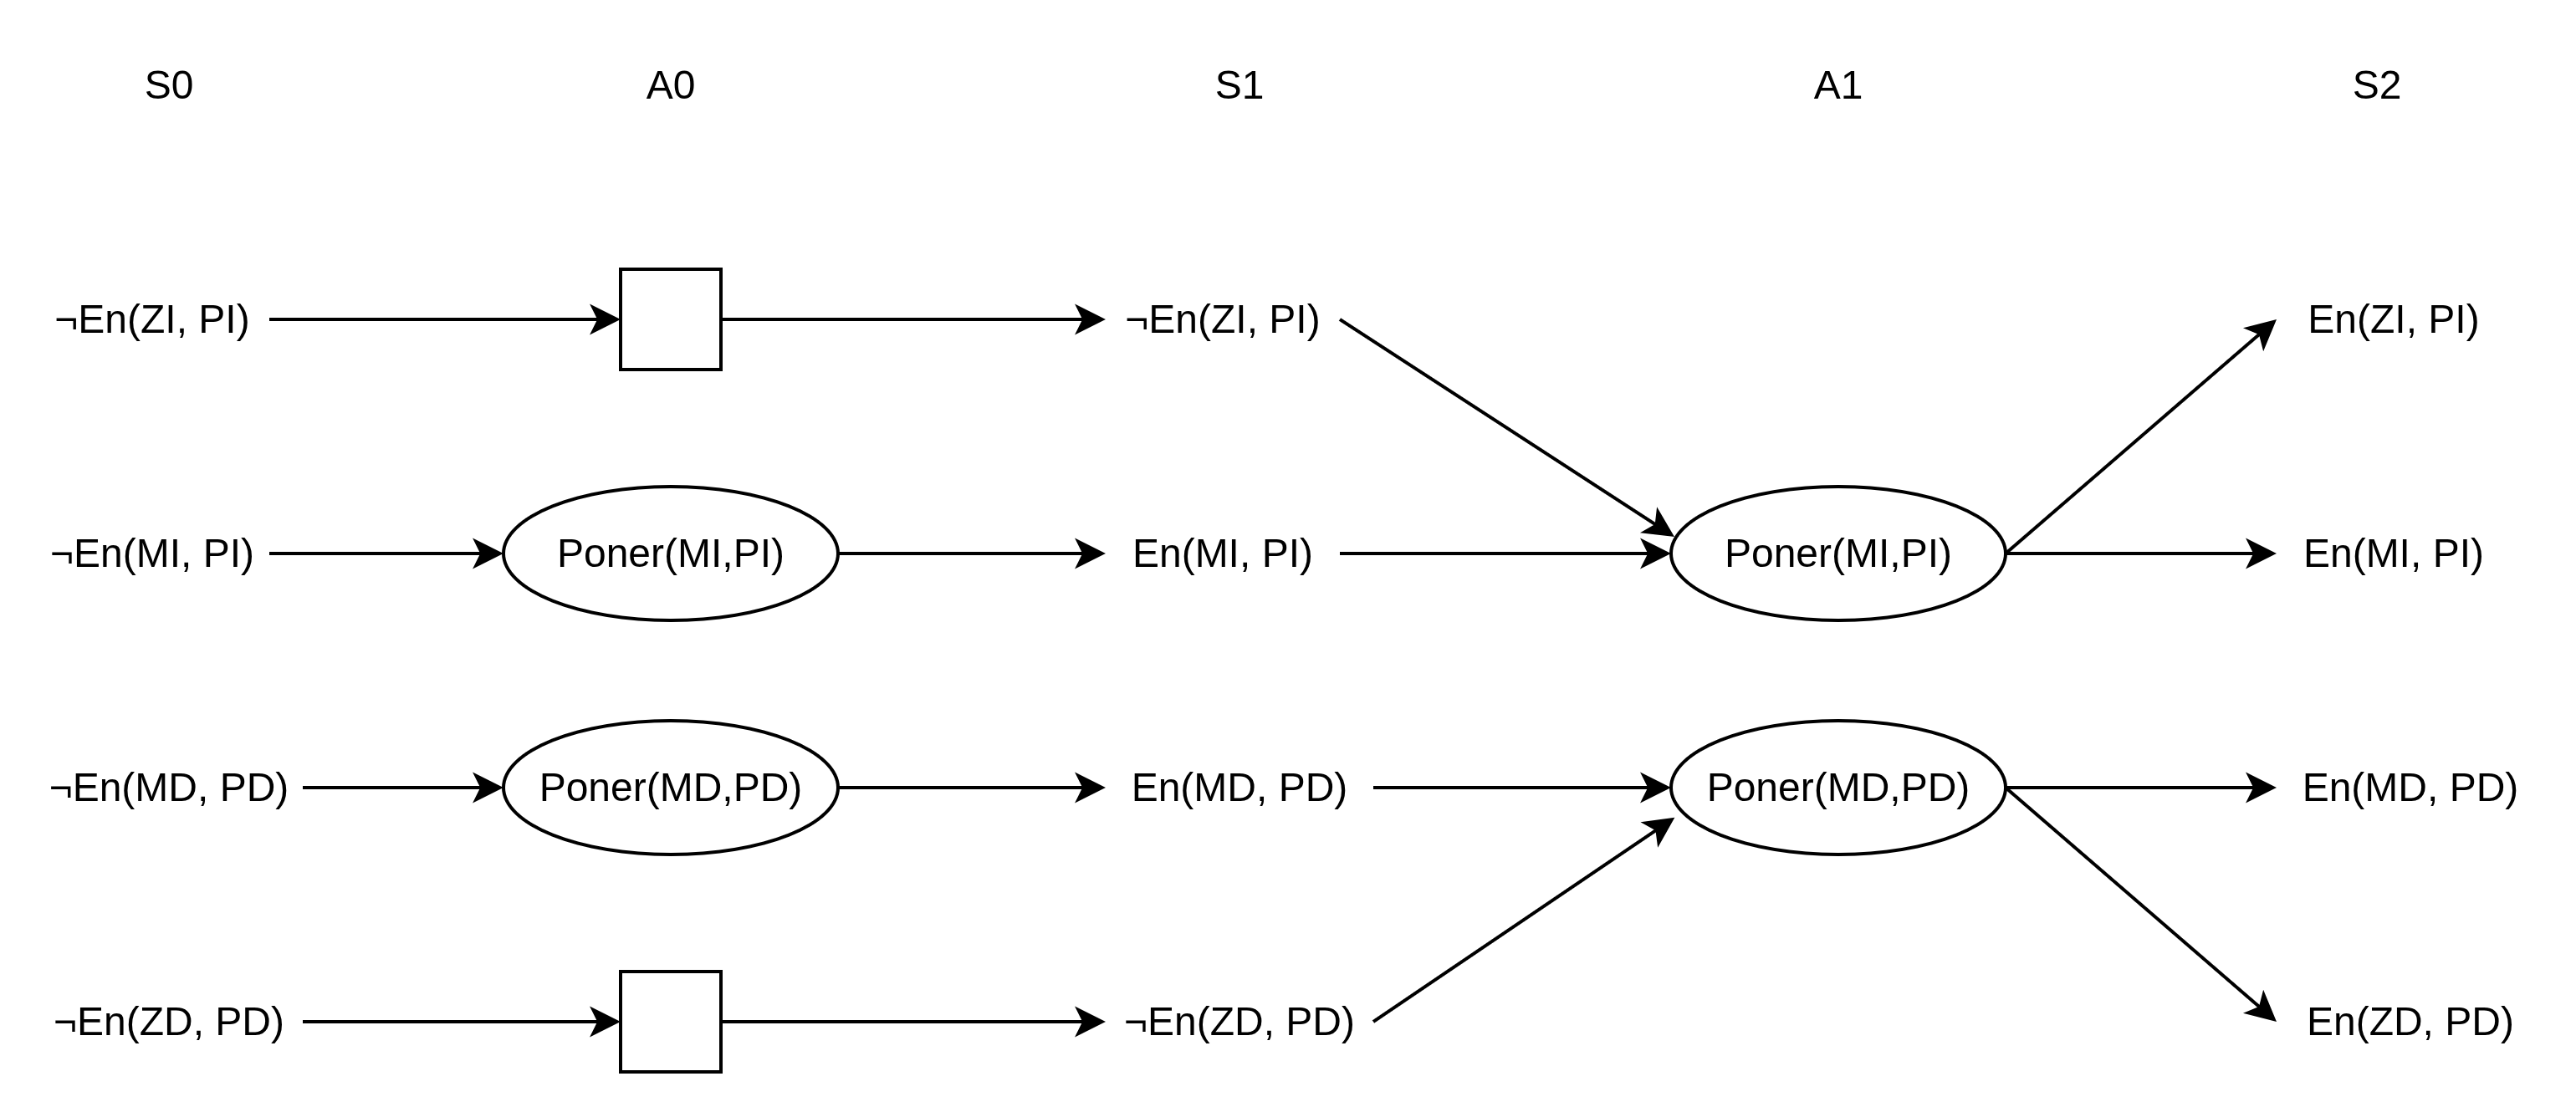 S0 A0 S1 A1 S2
¬En(ZI, PI) ¬En(ZI, PI) En(ZI, PI)
¬En(MI, PI) Poner(MI,PI) En(MI, PI) Poner(MI,PI) En(MI, PI)
¬En(MD, PD) Poner(MD,PD) En(MD, PD) Poner(MD,PD) En(MD, PD)
¬En(ZD, PD) ¬En(ZD, PD) En(ZD, PD)